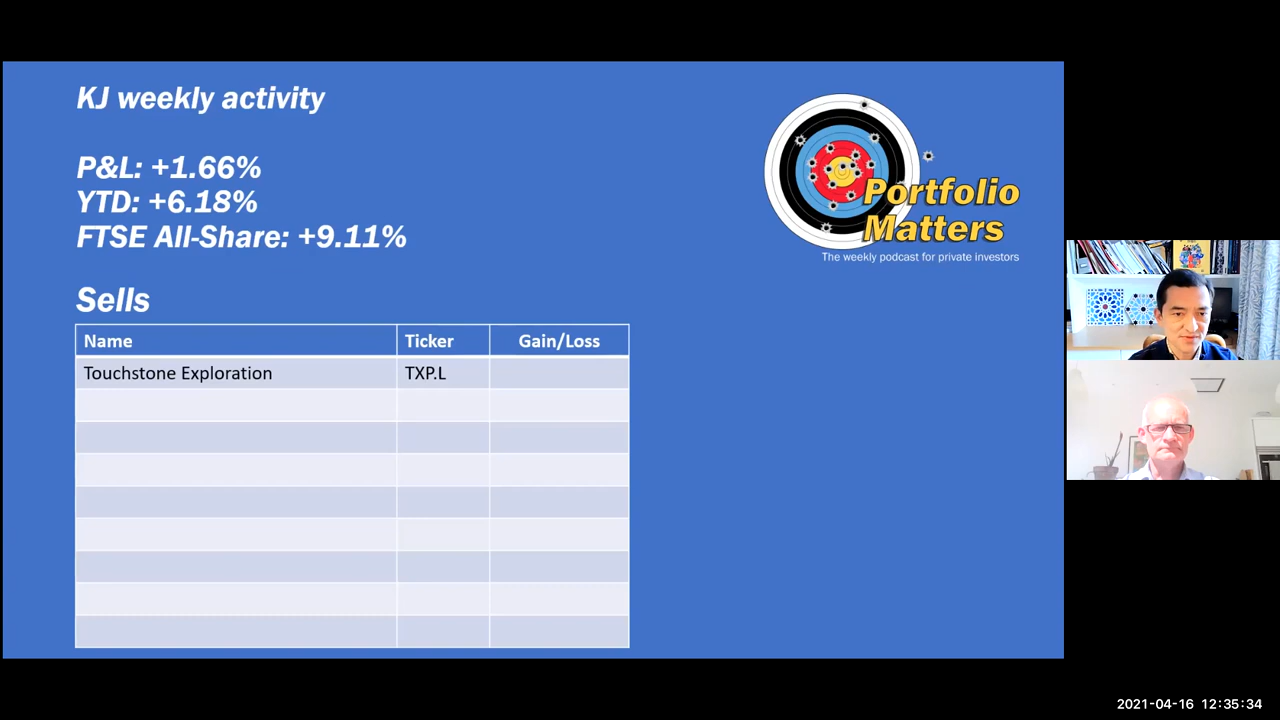 KJ weekly activity
P&L: +1.66%
YTD: +6.18%
FTSE All-Share: +9.11%
Portfolio
Matters
The weekly podcast for private investors
Sells
Name Ticker Gain/Loss
Touchstone Exploration TXP.L
2021-04-16 12:35:34